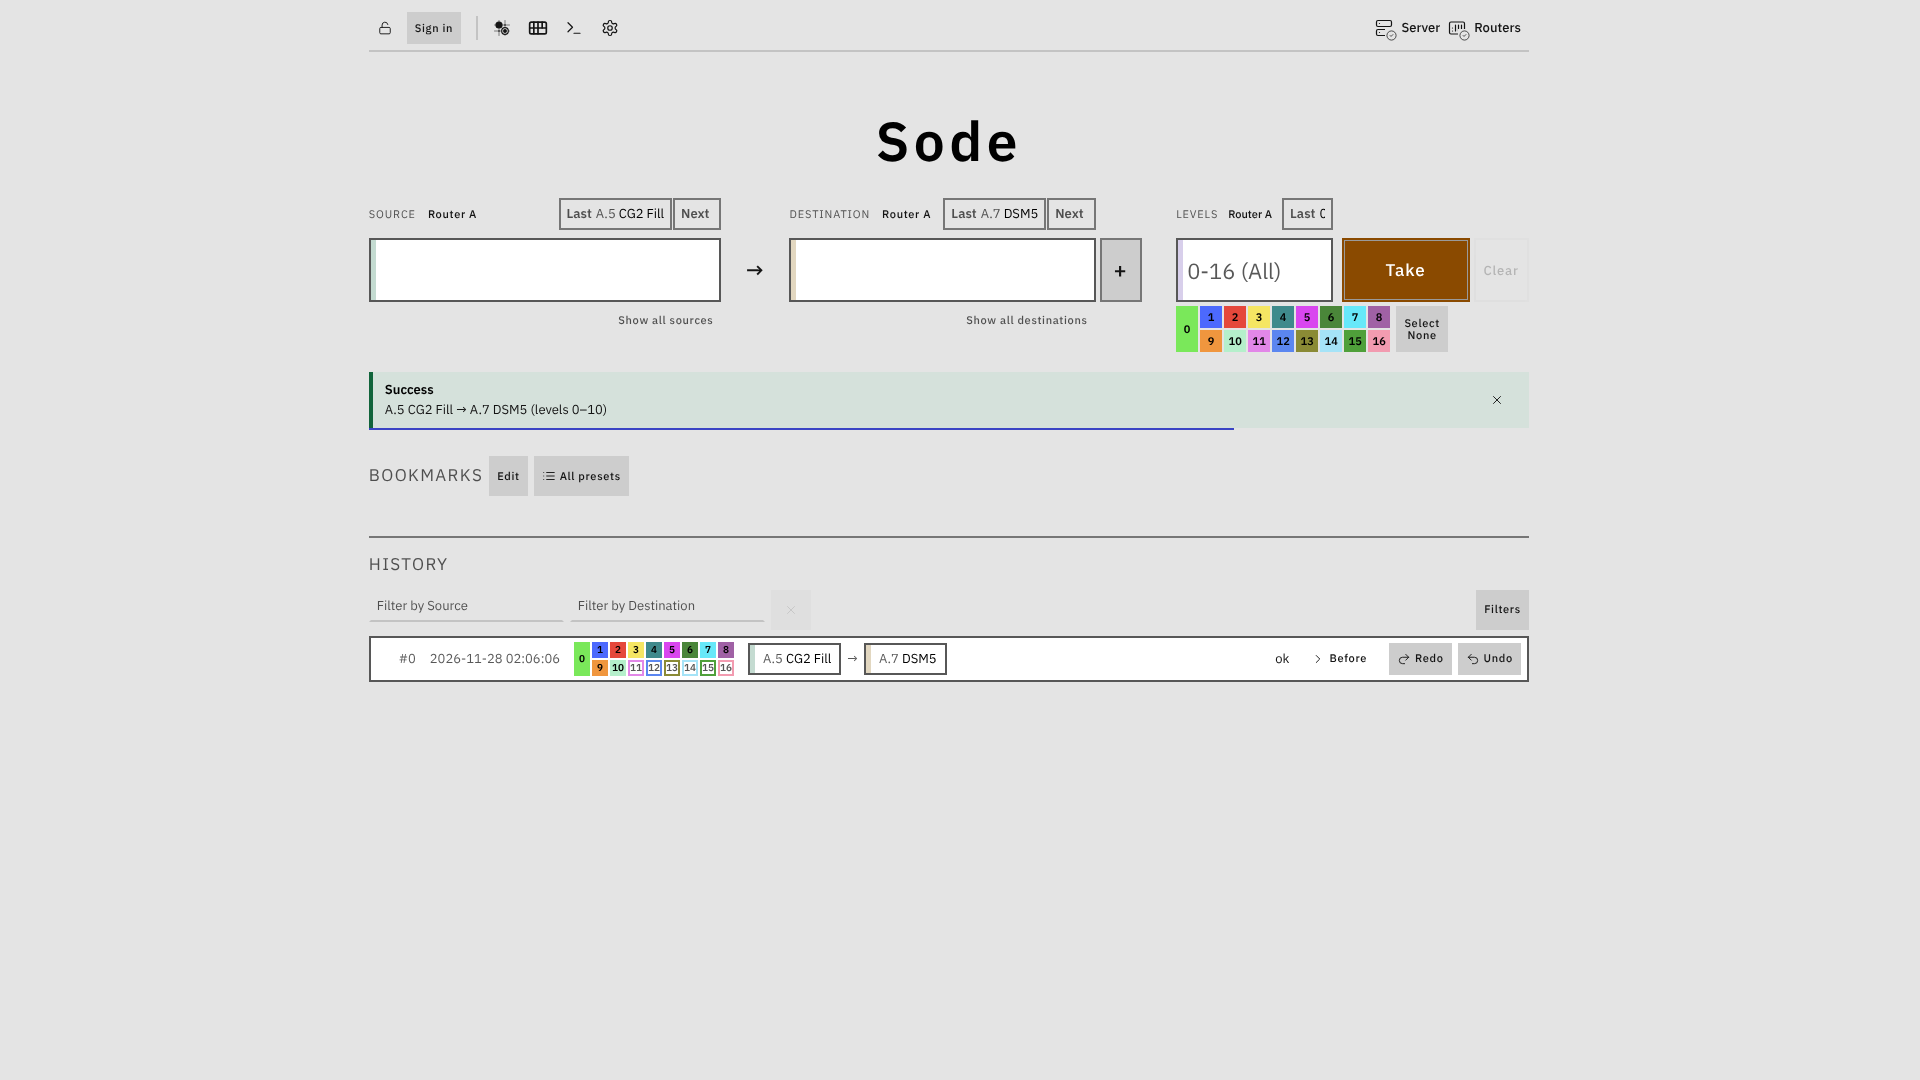 Sign in
Server
Routers
Sode
SOURCE Router A
Last A.5 CG2 Fill
Next
DESTINATION Router A
Last A.7 DSM5
Next
LEVELS Router A
Last
→
+
0-16 (All)
Take
Clear
Show all sources
Show all destinations
0 1 2 3 4 5 6 7 8
9 10 11 12 13 14 15 16
Select
None
Success
A.5 CG2 Fill → A.7 DSM5 (levels 0–10)
BOOKMARKS
Edit
All presets
HISTORY
Filter by Source
Filter by Destination
Filters
#0 2026-11-28 02:06:06
0 1 2 3 4 5 6 7 8
9 10 11 12 13 14 15 16
A.5 CG2 Fill → A.7 DSM5
ok
Before
Redo
Undo